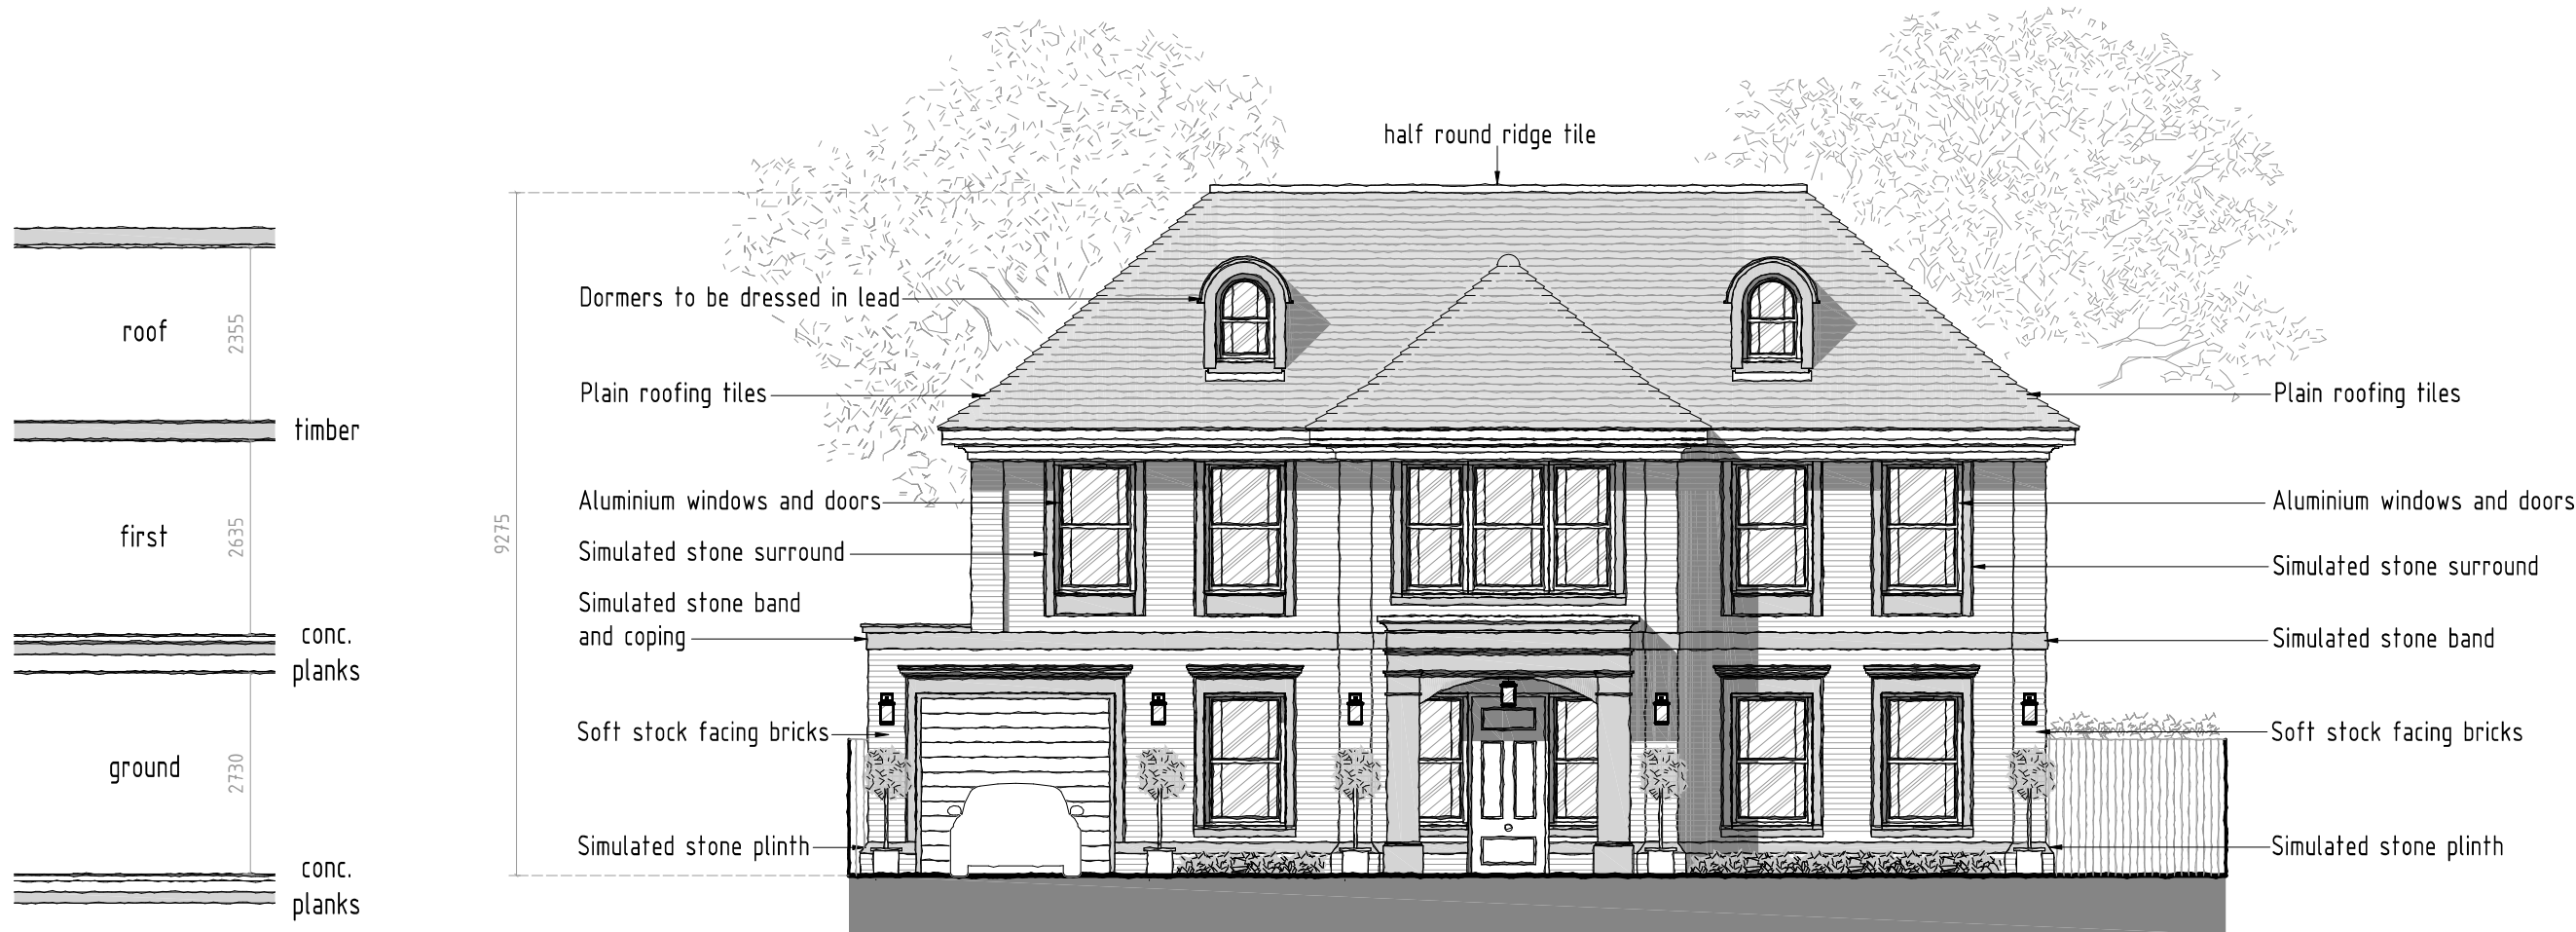 half round ridge tile
Dormers to be dressed in lead
roof
2355
Plain roofing tiles
Plain roofing tiles
timber
Aluminium windows and doors
Aluminium windows and doors
first
2635
9275
Simulated stone surround
Simulated stone surround
Simulated stone band
and coping
Simulated stone band
conc.
planks
Soft stock facing bricks
Soft stock facing bricks
ground
2730
Simulated stone plinth
Simulated stone plinth
conc.
planks